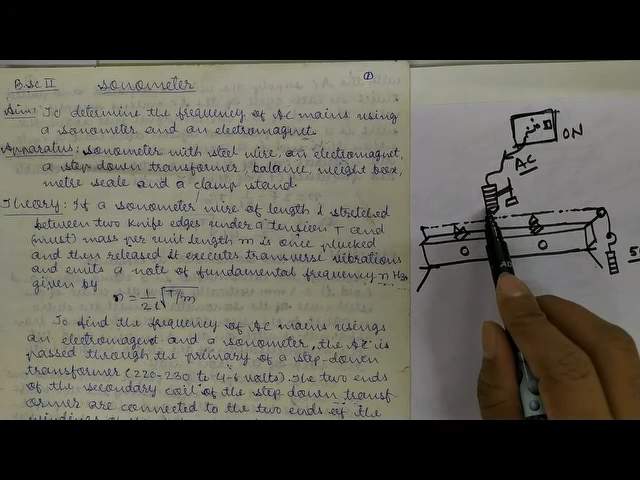 B.Sc II Sonometer ①
Aim: To determine the frequency of AC mains using
a sonometer and an electromagnet.
Apparatus: sonometer with steel wire, an electromagnet,
a step down transformer, balance, weight box,
metre scale and a clamp stand.
Theory: If a sonometer wire of length l stretched
between two knife edges under a tension T and
mass per unit length m is once plucked
and then released it executes transverse vibrations
and emits a note of fundamental frequency n Hz
given by
n = 1/2l √T/m
To find the frequency of AC mains usings
an electromagnet and a sonometer, the AC is
passed through the primary of a step-down
transformer (220-230 to 4-6 volts). The two ends
of the secondary coil of the step down transf-
ormer are connected to the two ends of the
ON
AC